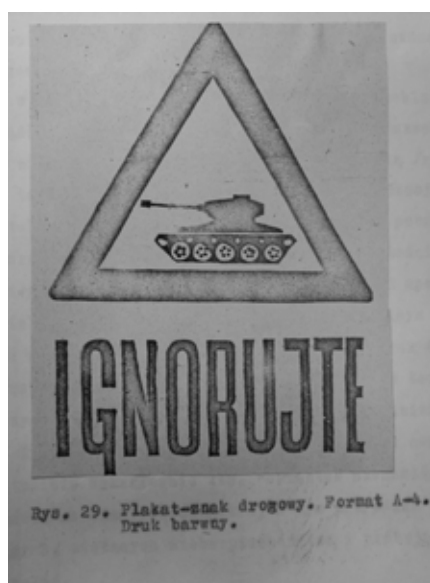 IGNORUJTE
Rys. 29. Plakat-znak drogowy. Format A-4.
Druk barwny.